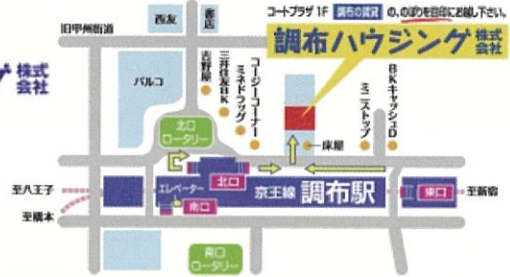 コートプラザ 1F 調布の賃貸 の、のぼりを目印にお越し下さい。
調布ハウジング 株式会社
株式会社
旧甲州街道
西友
書店
パルコ
吉野屋
三井住友BK
ミネドラッグ
コージーコーナー
ミニストップ
BKキャッシュD
北口ロータリー
床屋
至八王子
至橋本
エレベーター
北口
南口
京王線 調布駅
東口
至新宿
南口ロータリー